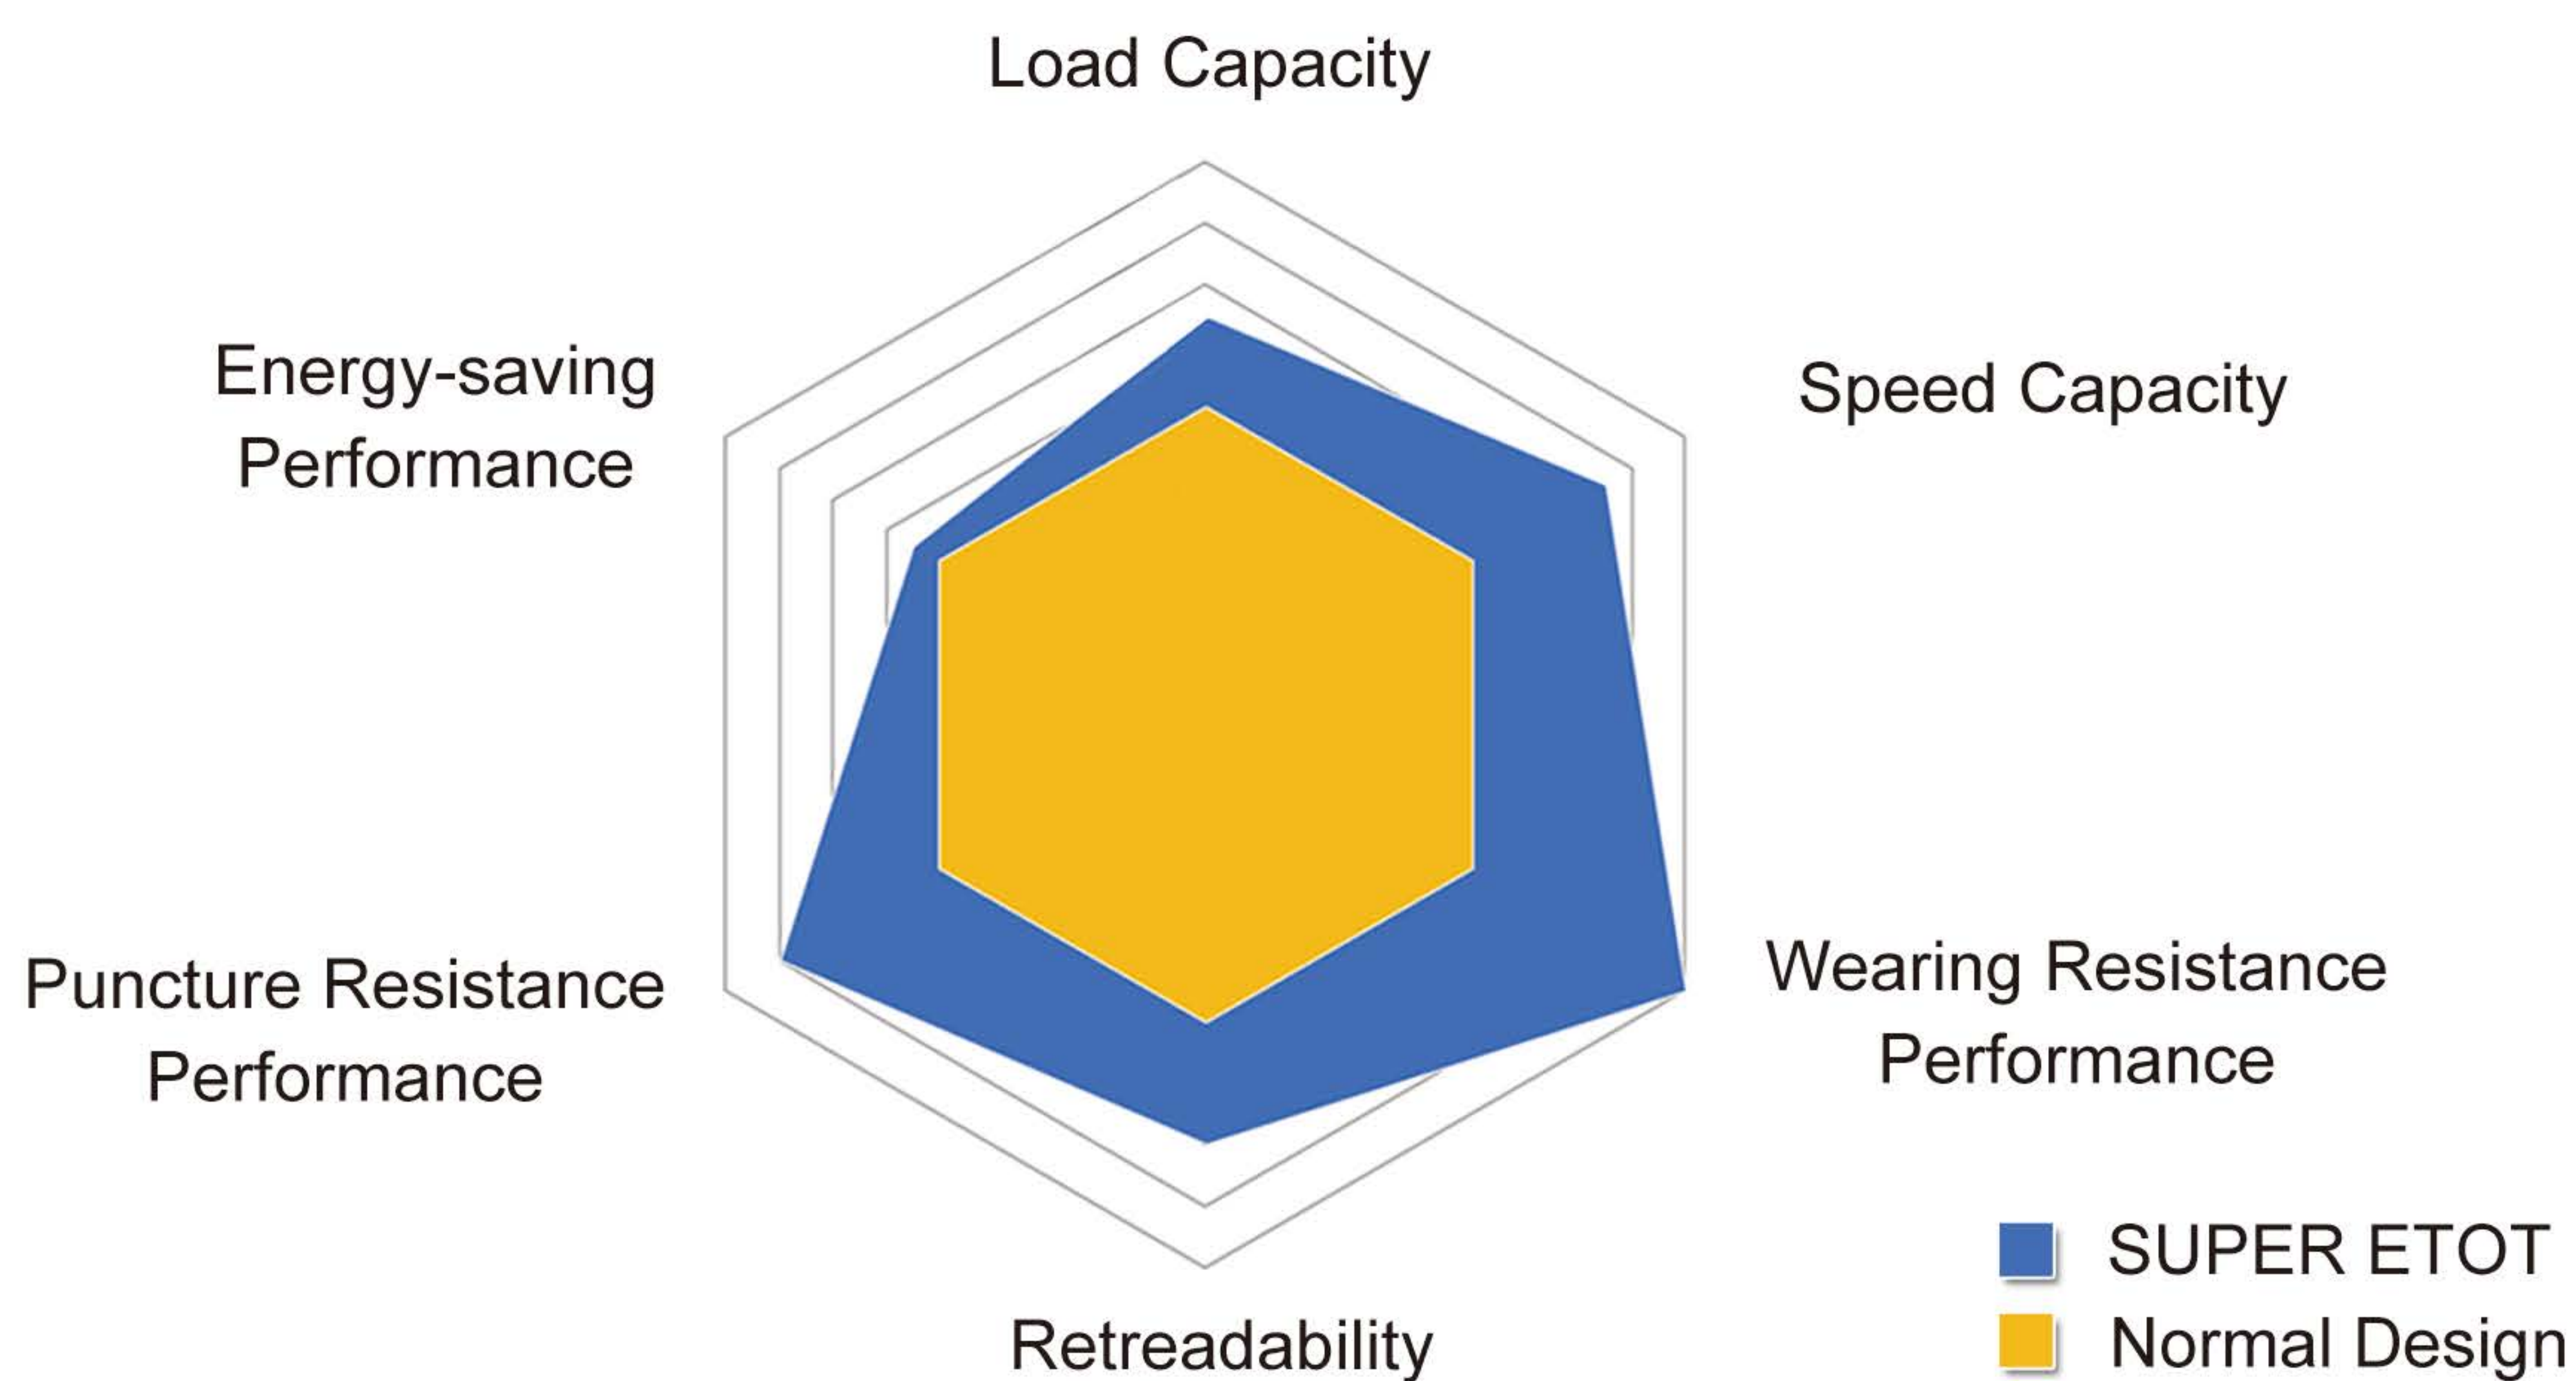 Load Capacity
Energy-saving
Performance
Speed Capacity
Puncture Resistance
Performance
Wearing Resistance
Performance
Retreadability
SUPER ETOT
Normal Design